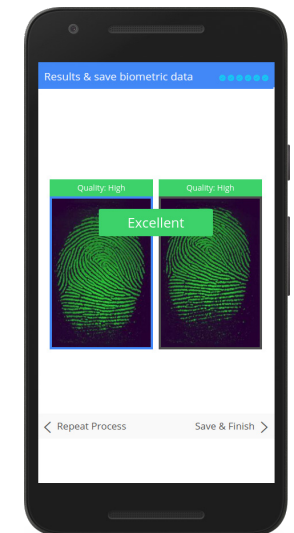 Results & save biometric data
Quality: High
Quality: High
Excellent
Repeat Process
Save & Finish